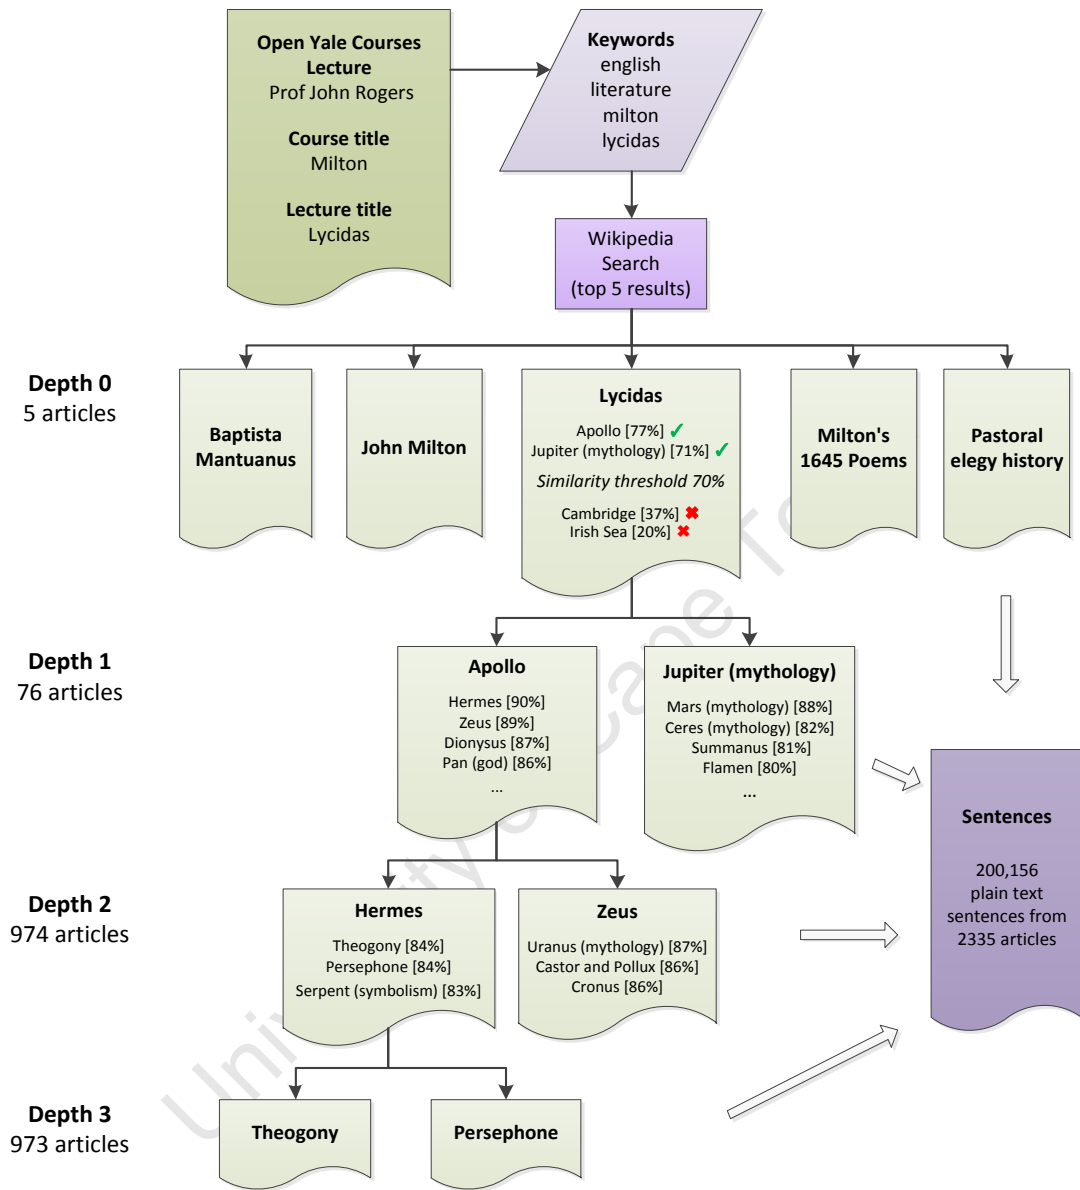 Open Yale Courses
Lecture
Prof John Rogers
Course title
Milton
Lecture title
Lycidas
Keywords
english
literature
milton
lycidas
Wikipedia
Search
(top 5 results)
Depth 0
5 articles
Baptista
Mantuanus
John Milton
Lycidas
Apollo [77%] ✓
Jupiter (mythology) [71%] ✓
Similarity threshold 70%
Cambridge [37%] ✖
Irish Sea [20%] ✖
Milton's
1645 Poems
Pastoral
elegy history
Depth 1
76 articles
Apollo
Hermes [90%]
Zeus [89%]
Dionysus [87%]
Pan (god) [86%]
...
Jupiter (mythology)
Mars (mythology) [88%]
Ceres (mythology) [82%]
Summanus [81%]
Flamen [80%]
...
Sentences
200,156
plain text
sentences from
2335 articles
Depth 2
974 articles
Hermes
Theogony [84%]
Persephone [84%]
Serpent (symbolism) [83%]
Zeus
Uranus (mythology) [87%]
Castor and Pollux [86%]
Cronus [86%]
Depth 3
973 articles
Theogony
Persephone